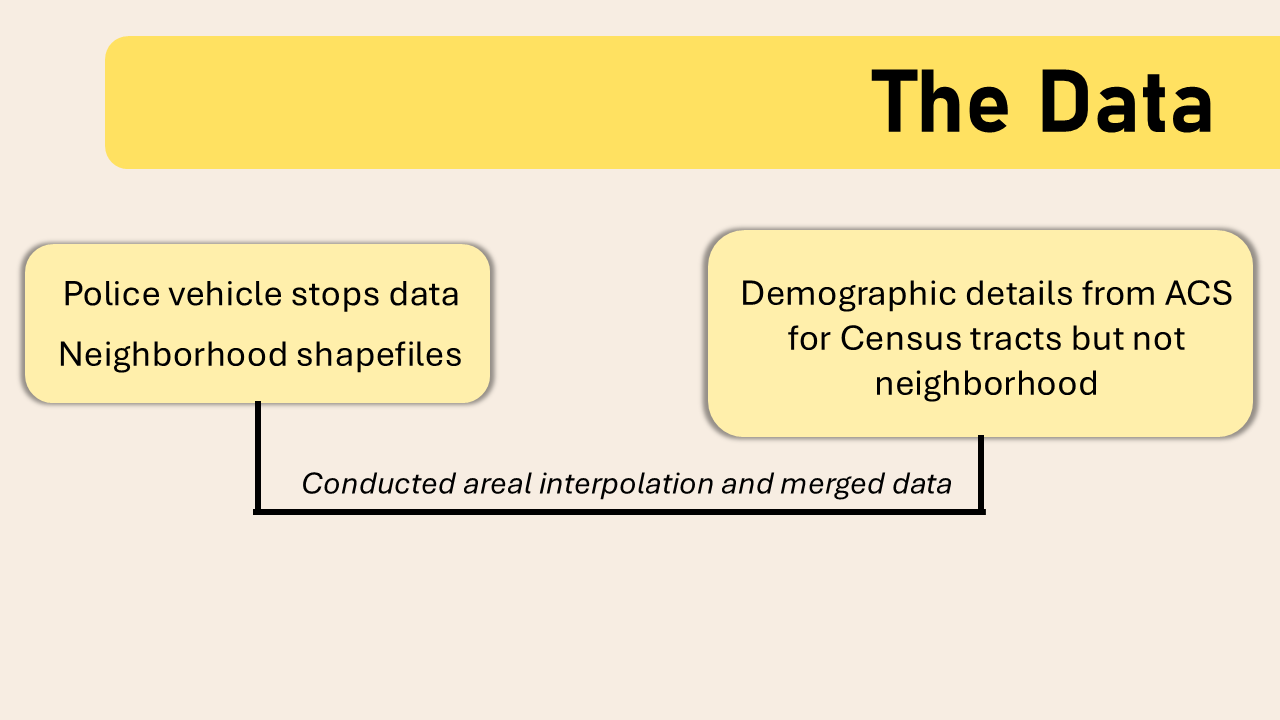 The Data
Police vehicle stops data
Neighborhood shapefiles
Demographic details from ACS
for Census tracts but not
neighborhood
Conducted areal interpolation and merged data